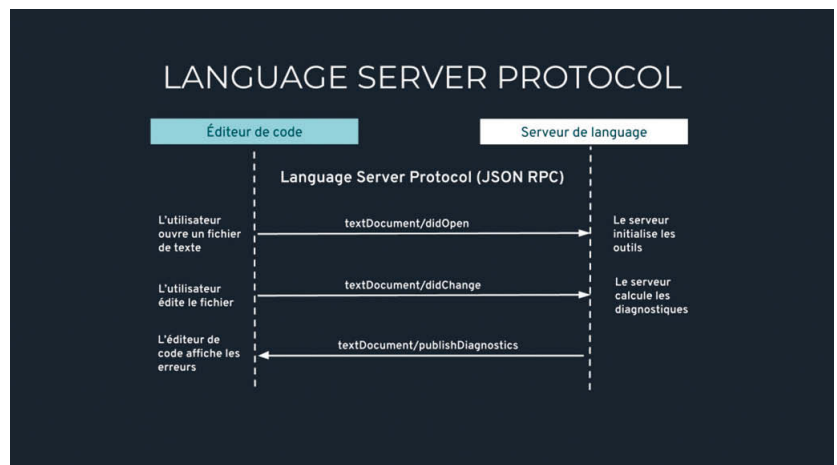 LANGUAGE SERVER PROTOCOL
Éditeur de code
Serveur de language
Language Server Protocol (JSON RPC)
L'utilisateur
ouvre un fichier
de texte
textDocument/didOpen
Le serveur
initialise les
outils
L'utilisateur
édite le fichier
textDocument/didChange
Le serveur
calcule les
diagnostiques
L'éditeur de
code affiche les
erreurs
textDocument/publishDiagnostics